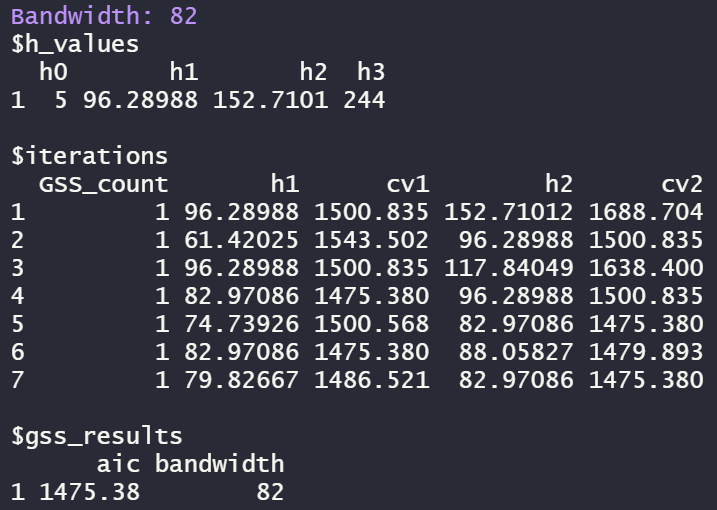 Bandwidth: 82
$h_values
  h0       h1       h2  h3
1  5 96.28988 152.7101 244

$iterations
  GSS_count       h1      cv1        h2      cv2
1         1 96.28988 1500.835 152.71012 1688.704
2         1 61.42025 1543.502  96.28988 1500.835
3         1 96.28988 1500.835 117.84049 1638.400
4         1 82.97086 1475.380  96.28988 1500.835
5         1 74.73926 1500.568  82.97086 1475.380
6         1 82.97086 1475.380  88.05827 1479.893
7         1 79.82667 1486.521  82.97086 1475.380

$gss_results
      aic bandwidth
1 1475.38        82